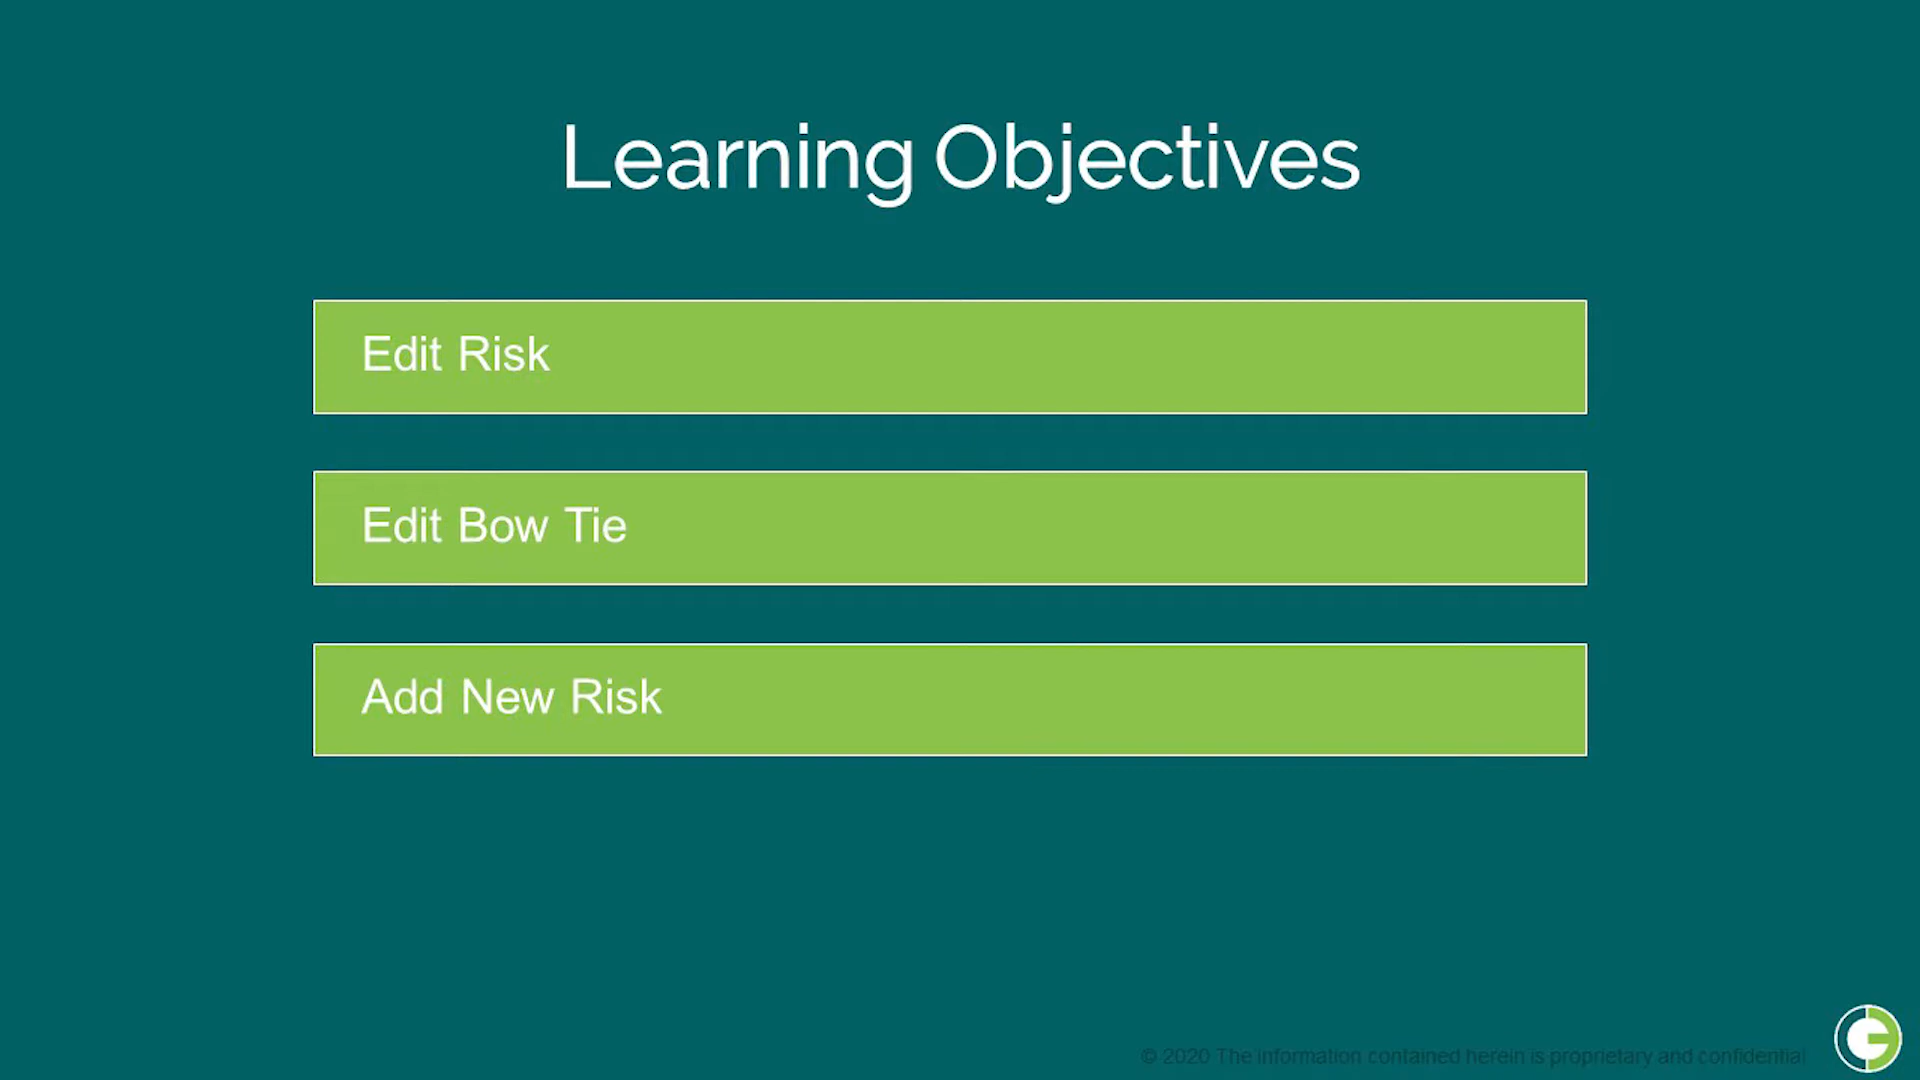 Learning Objectives
Edit Risk
Edit Bow Tie
Add New Risk
© 2020 The information contained herein is proprietary and confidential